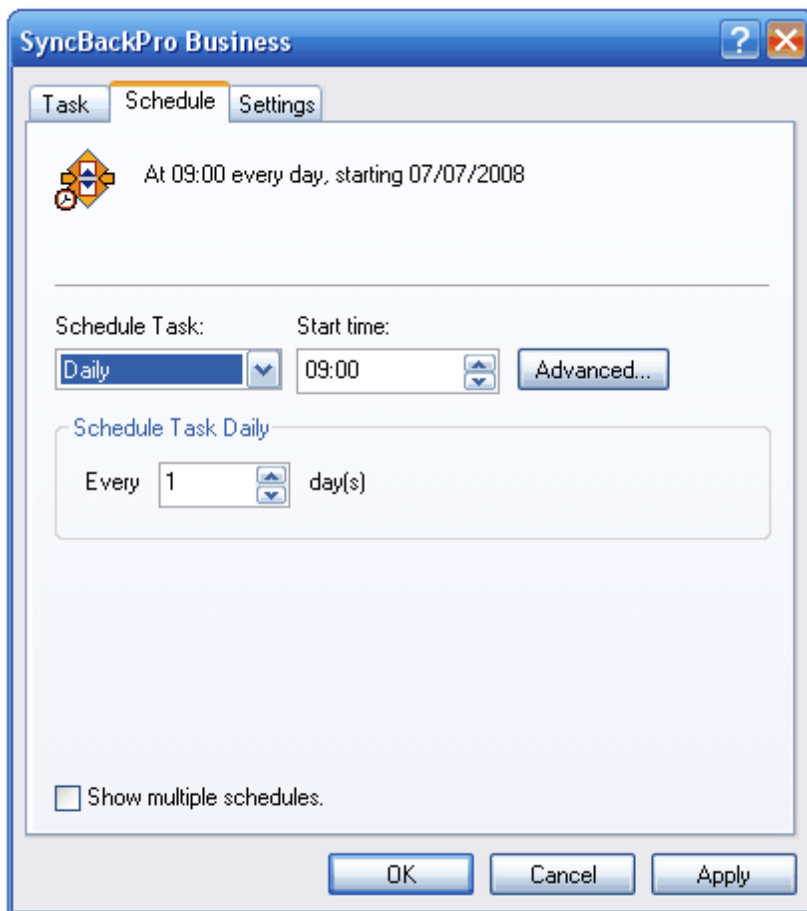 SyncBackPro Business
Task Schedule Settings
At 09:00 every day, starting 07/07/2008
Schedule Task: Start time:
Daily 09:00 Advanced...
Schedule Task Daily
Every 1 day(s)
Show multiple schedules.
OK Cancel Apply